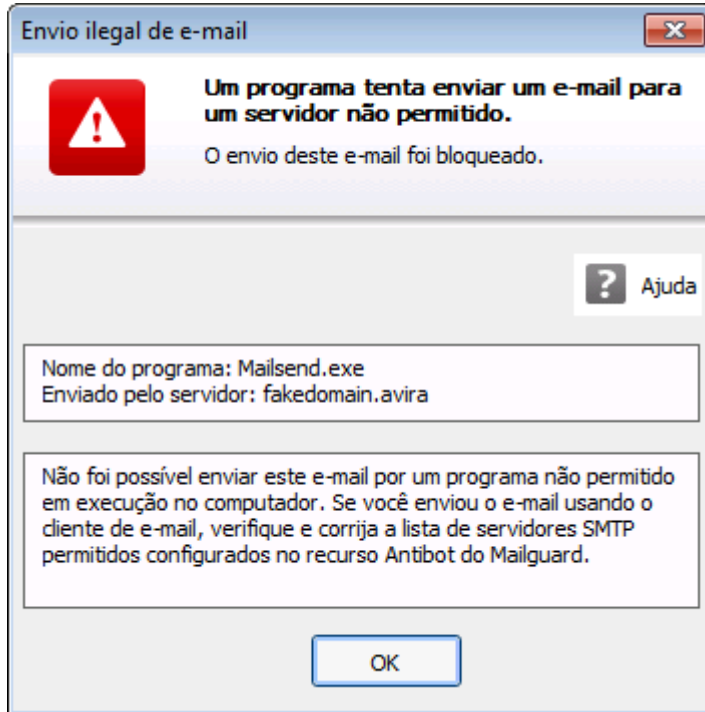 Envio ilegal de e-mail
Um programa tenta enviar um e-mail para
um servidor não permitido.
O envio deste e-mail foi bloqueado.
? Ajuda
Nome do programa: Mailsend.exe
Enviado pelo servidor: fakedomain.avira
Não foi possível enviar este e-mail por um programa não permitido
em execução no computador. Se você enviou o e-mail usando o
cliente de e-mail, verifique e corrija a lista de servidores SMTP
permitidos configurados no recurso Antibot do Mailguard.
OK